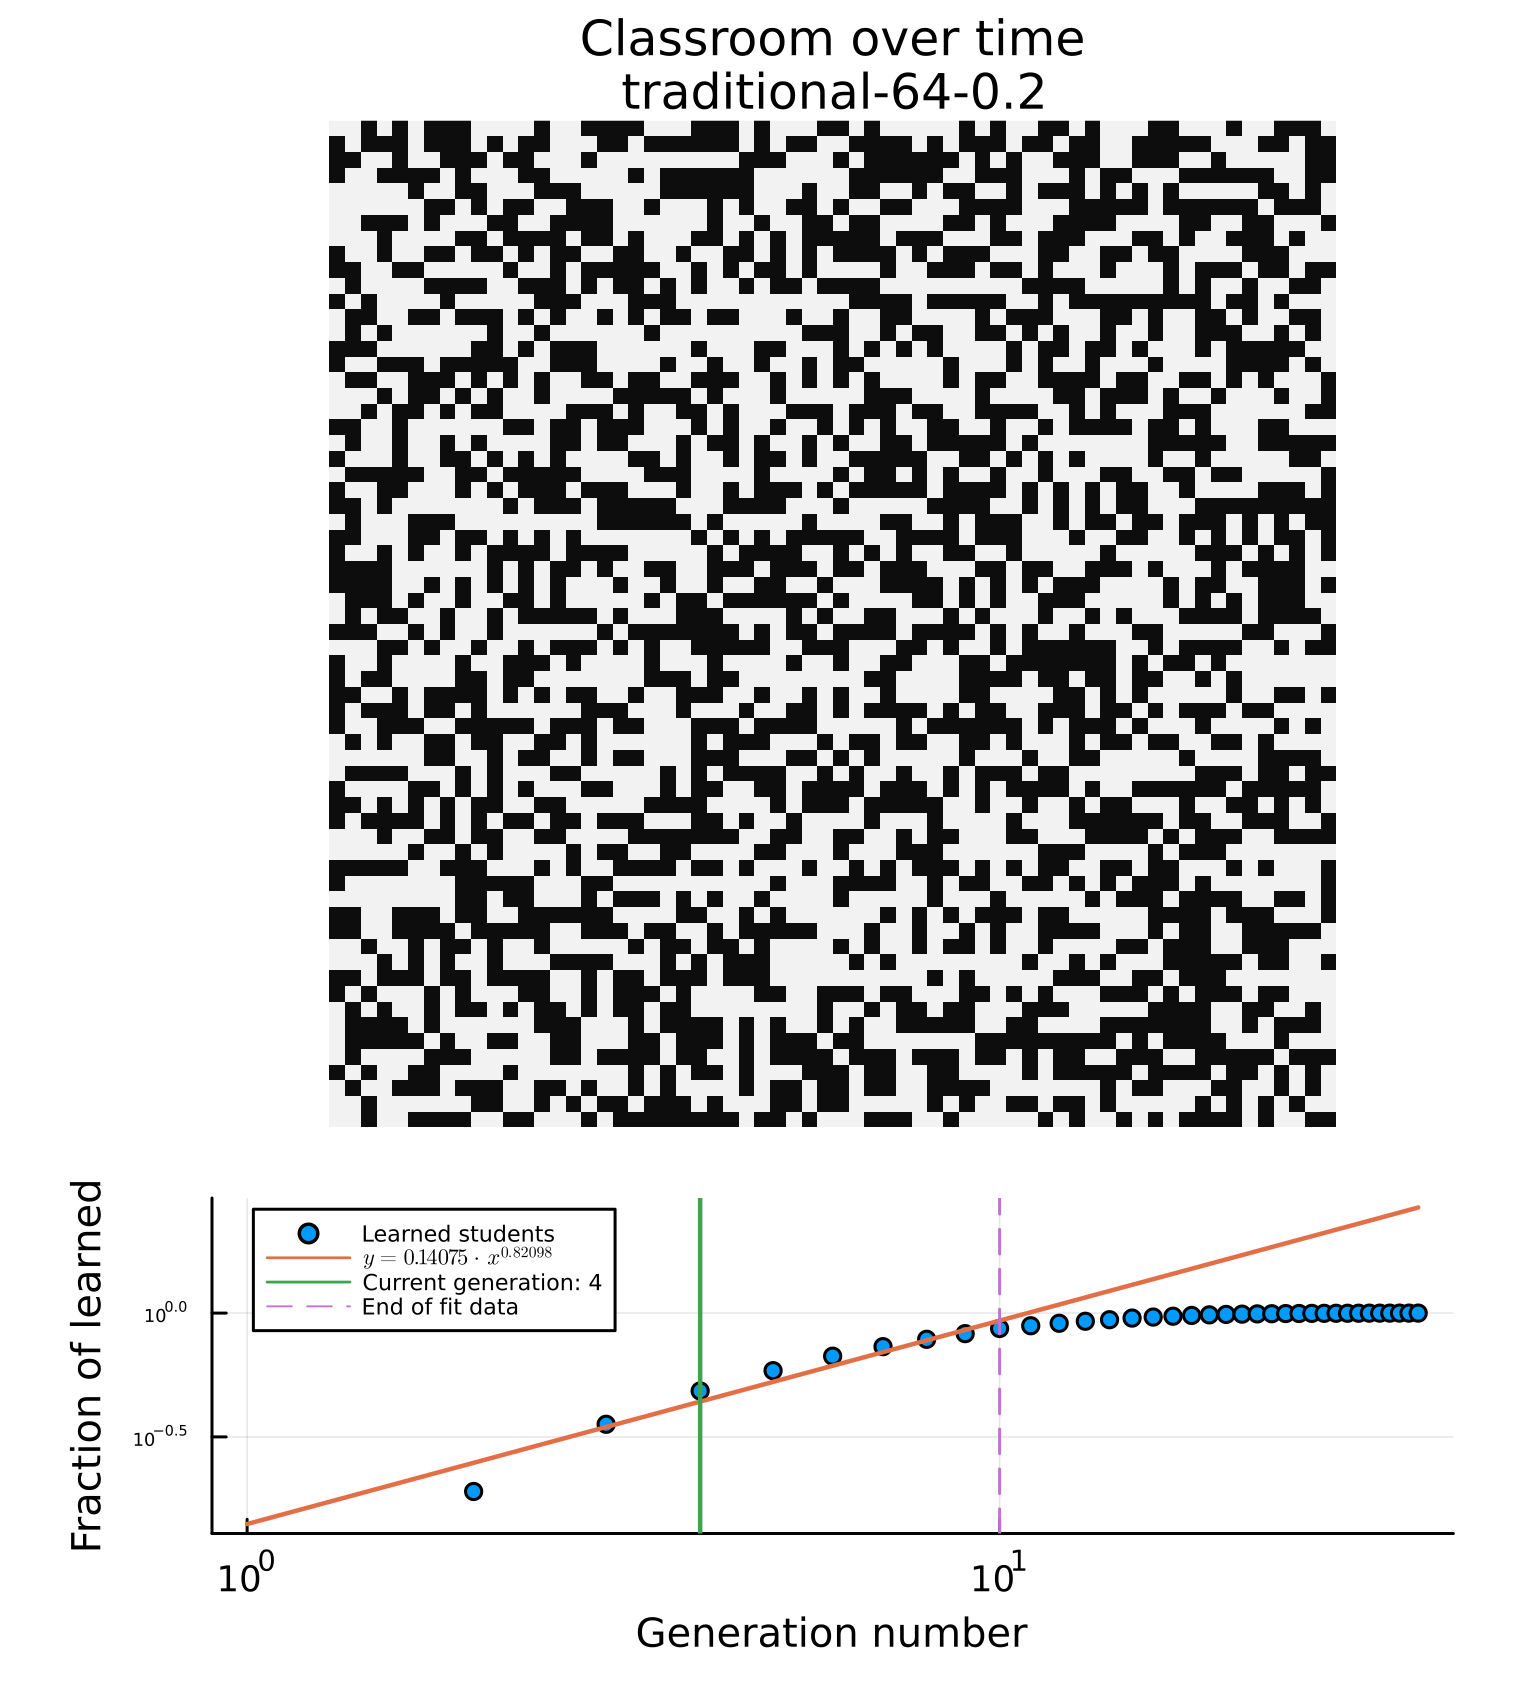 Classroom over time
traditional-64-0.2
Fraction of learned
Learned students
y = 0.14075 · x^0.82098
Current generation: 4
End of fit data
10^0.0
10^−0.5
10^0
10^1
Generation number